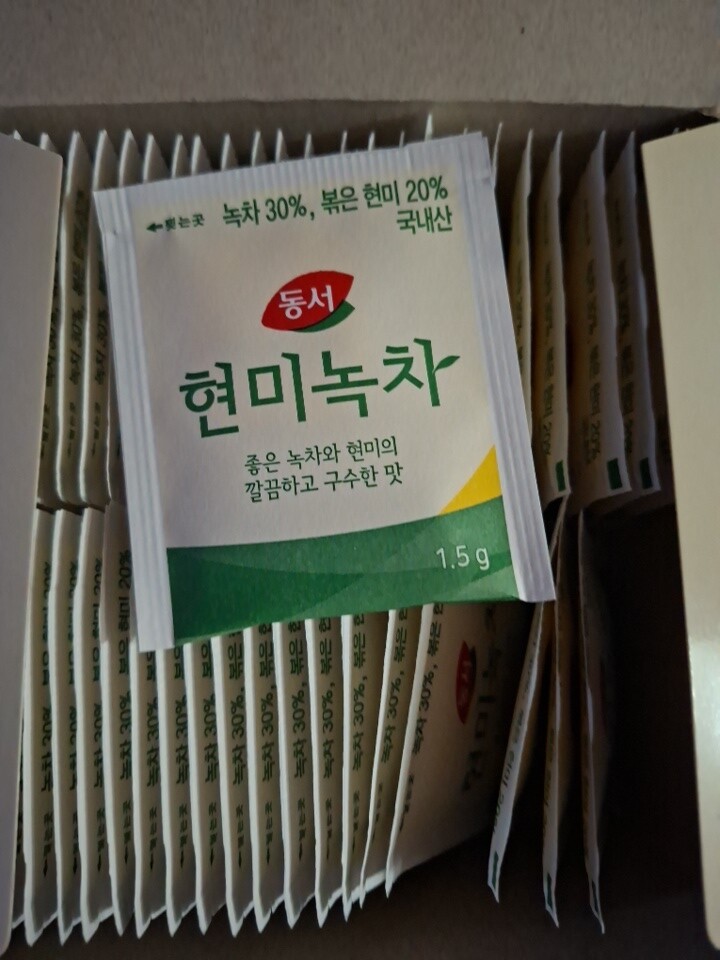 ←뜯는곳 녹차 30%, 볶은 현미 20%
국내산
동서
현미녹차
좋은 녹차와 현미의
깔끔하고 구수한 맛
1.5 g